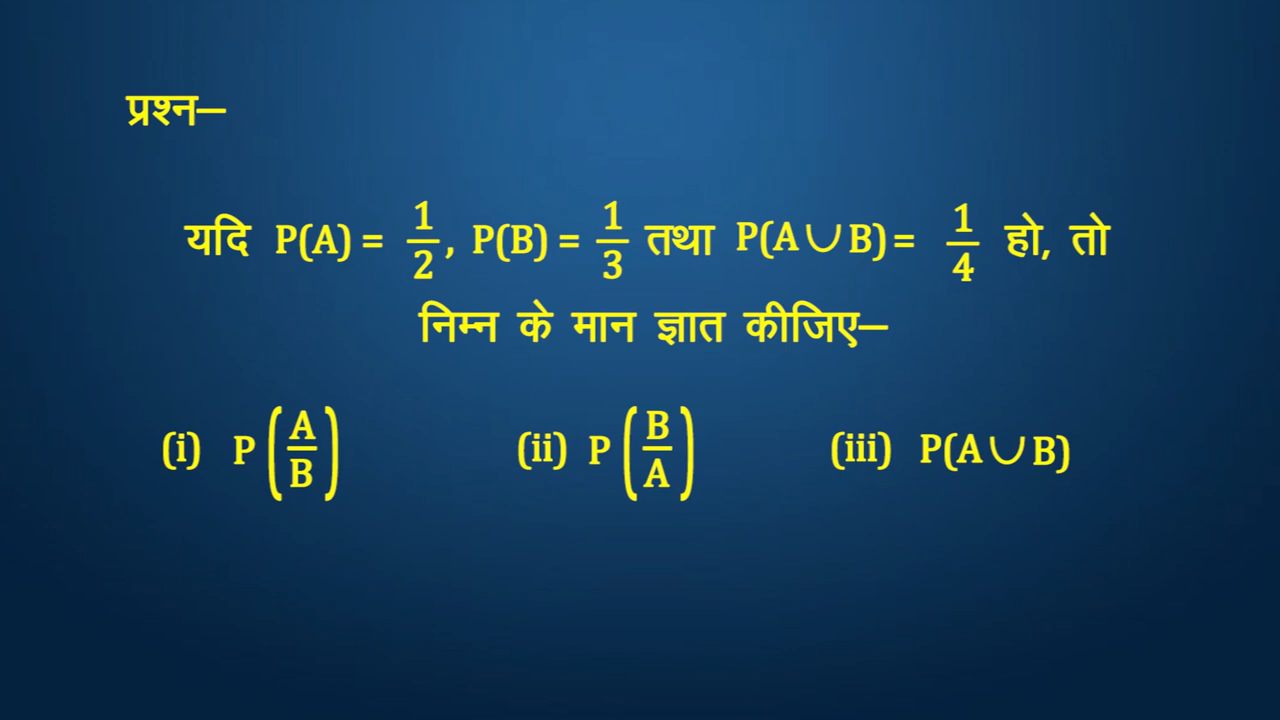 प्रश्न—
यदि P(A) = 1/2, P(B) = 1/3 तथा P(A∪B) = 1/4 हो, तो
निम्न के मान ज्ञात कीजिए—
(i) P(A/B) (ii) P(B/A) (iii) P(A∪B)